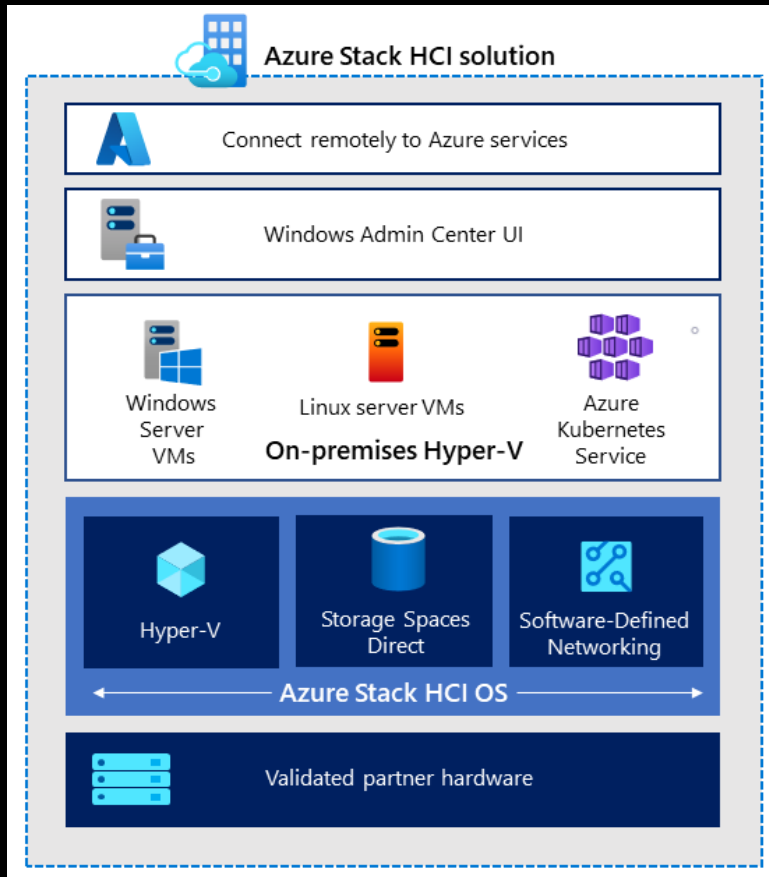 Azure Stack HCI solution
Connect remotely to Azure services
Windows Admin Center UI
Windows
Server
VMs
Linux server VMs
Azure
Kubernetes
Service
On-premises Hyper-V
Hyper-V
Storage Spaces
Direct
Software-Defined
Networking
Azure Stack HCI OS
Validated partner hardware